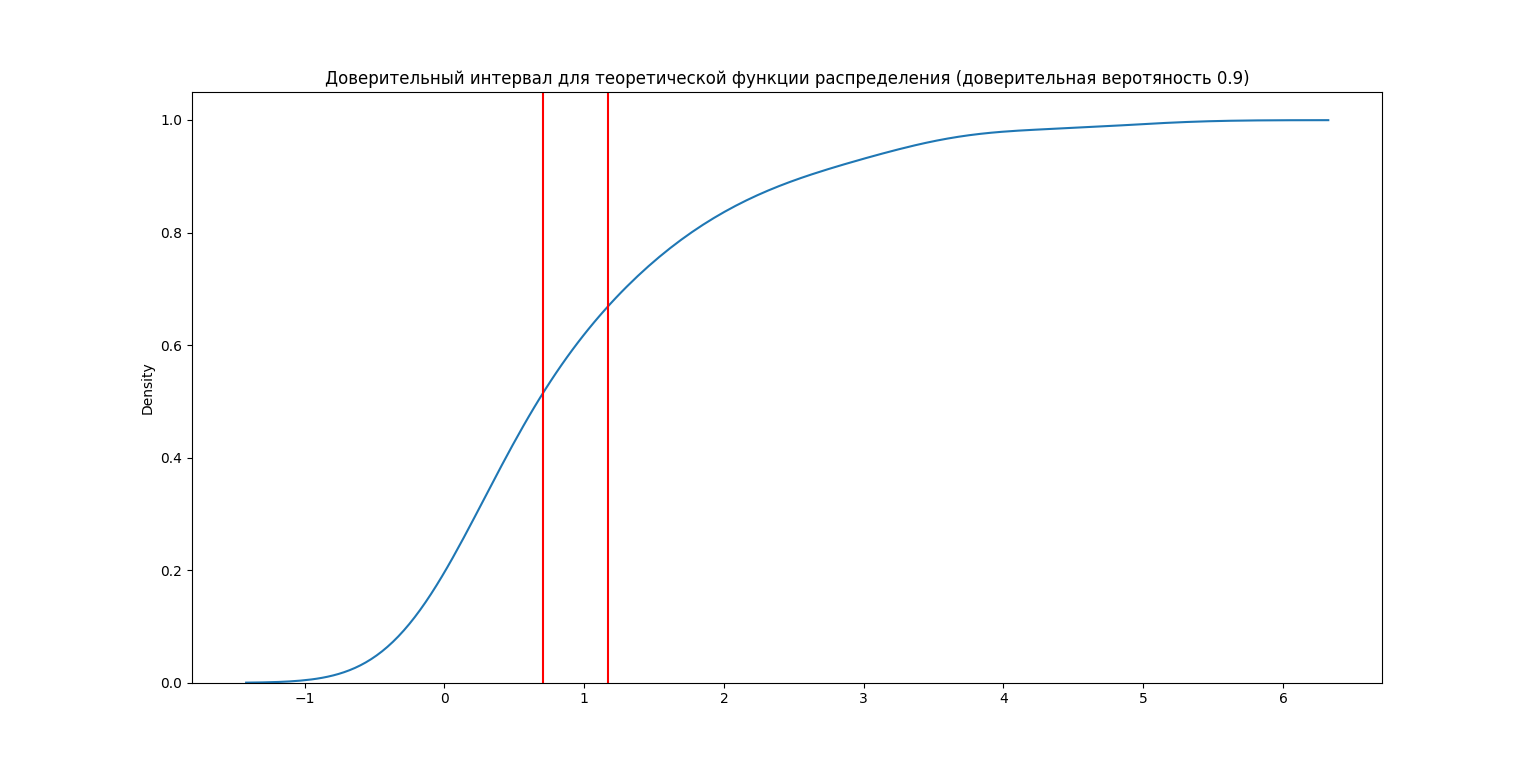 Доверительный интервал для теоретической функции распределения (доверительная веротяность 0.9)
1.0
0.8
0.6
0.4
0.2
0.0
Density
−1 0 1 2 3 4 5 6